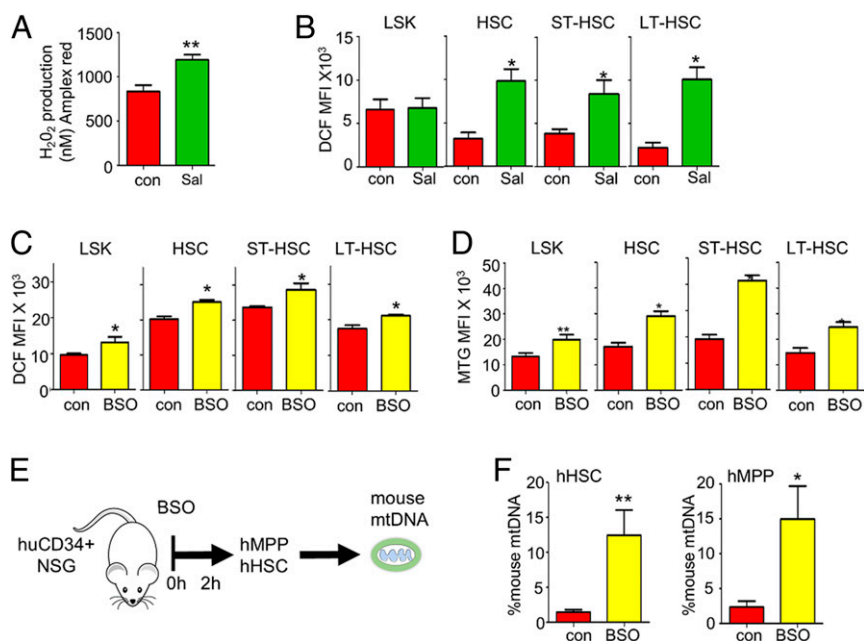 A
H2O2 production
(nM) Amplex red
1500
1000
500
0
**
con
Sal
B
LSK
HSC
ST-HSC
LT-HSC
DCF MFI X10³
15
10
5
0
*
*
*
con
Sal
con
Sal
con
Sal
con
Sal
C
LSK
HSC
ST-HSC
LT-HSC
DCF MFI X 10³
30
20
10
0
*
*
*
*
con
BSO
con
BSO
con
BSO
con
BSO
D
LSK
HSC
ST-HSC
LT-HSC
MTG MFI X 10³
50
40
30
20
10
0
**
*
con
BSO
con
BSO
con
BSO
con
BSO
E
BSO
huCD34+
NSG
0h 2h
hMPP
hHSC
mouse
mtDNA
F
hHSC
%mouse mtDNA
20
15
10
5
0
**
con
BSO
hMPP
%mouse mtDNA
20
15
10
5
0
*
con
BSO